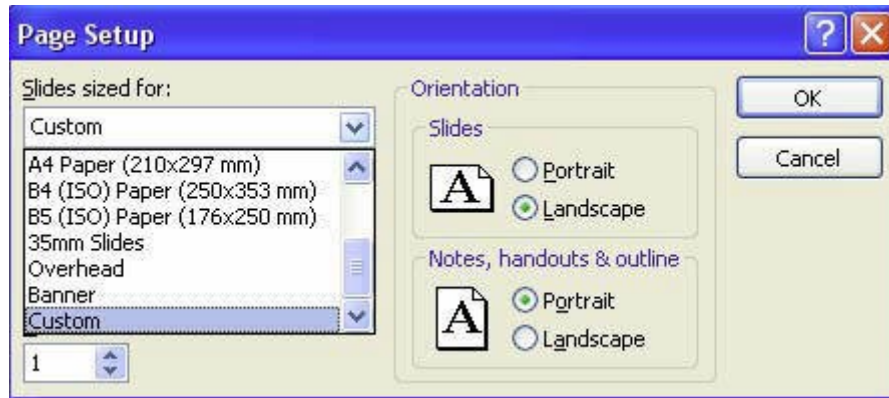 Page Setup
Slides sized for:
Custom
A4 Paper (210x297 mm)
B4 (ISO) Paper (250x353 mm)
B5 (ISO) Paper (176x250 mm)
35mm Slides
Overhead
Banner
Custom
1
Orientation
Slides
A
Portrait
Landscape
Notes, handouts & outline
A
Portrait
Landscape
OK
Cancel